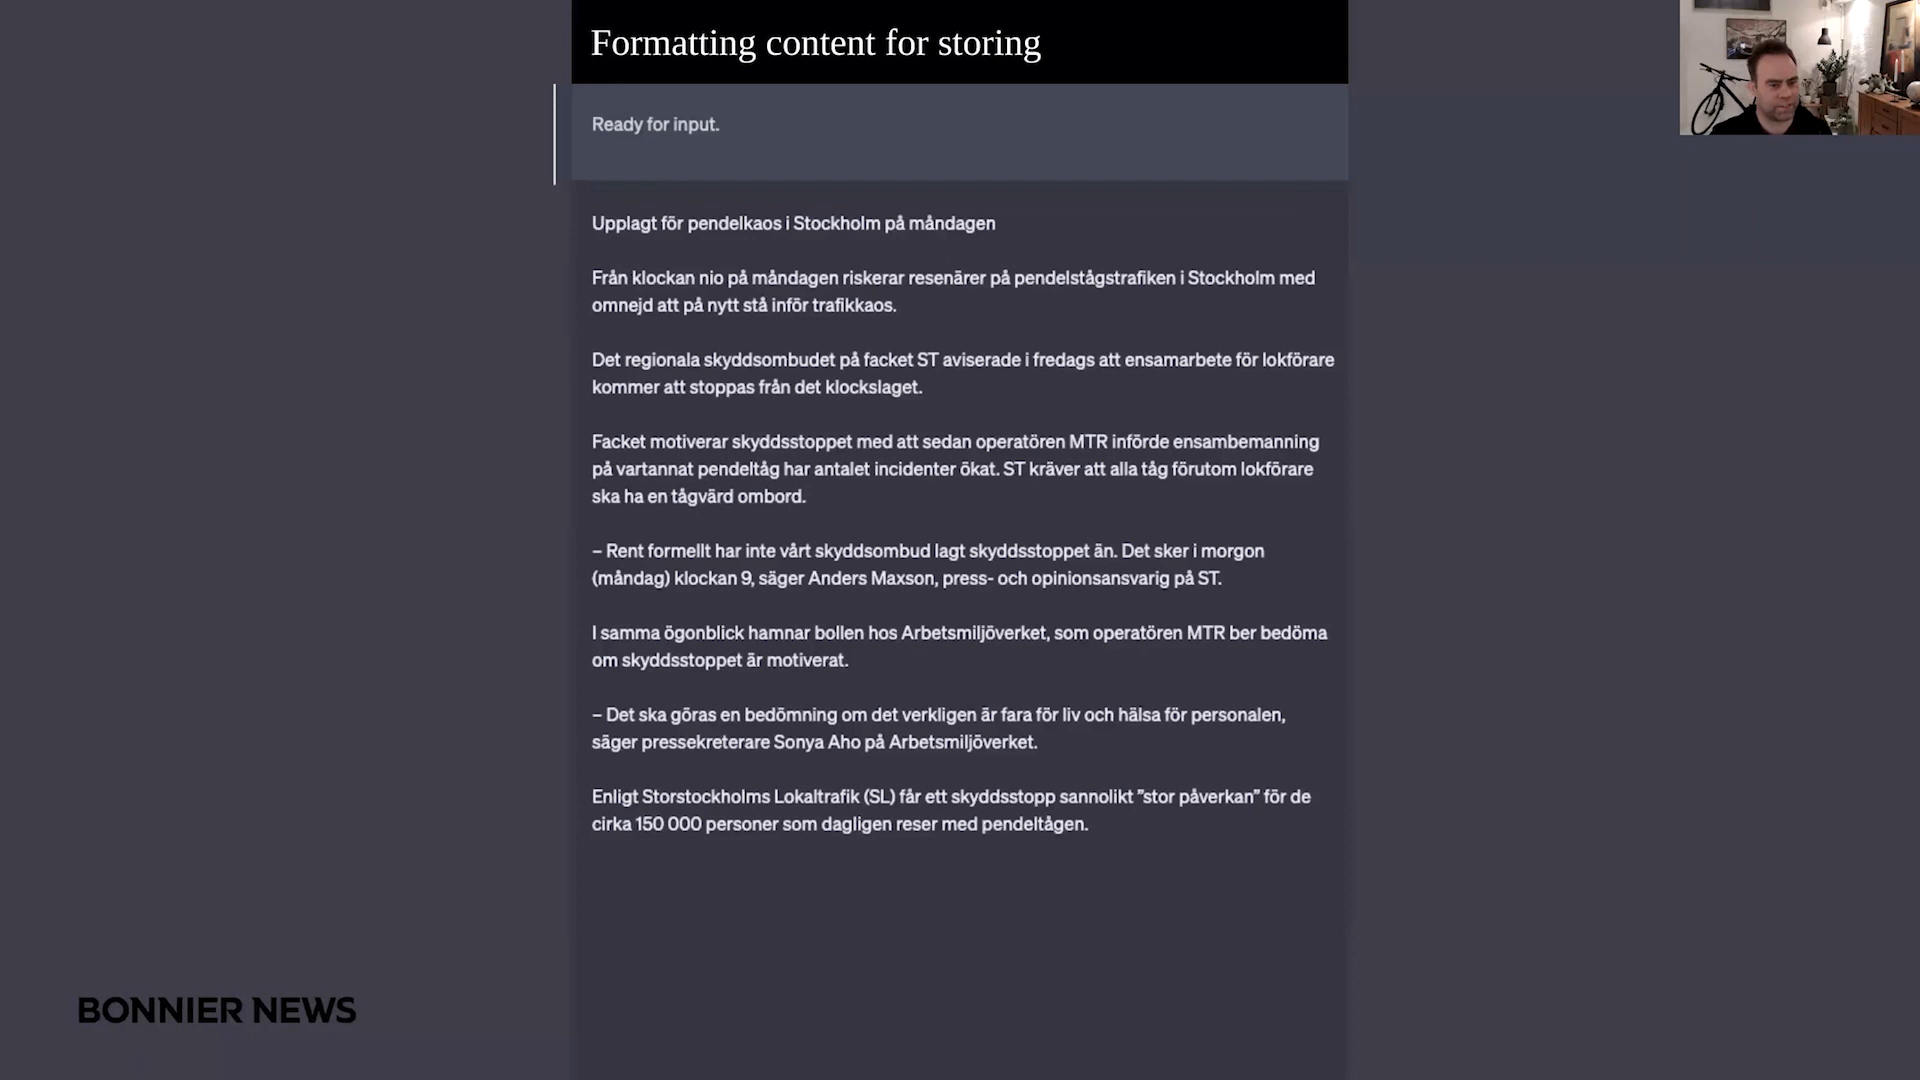 Formatting content for storing
Ready for input.
Upplagt för pendelkaos i Stockholm på måndagen
Från klockan nio på måndagen riskerar resenärer på pendelstågstrafiken i Stockholm med
omnejd att på nytt stå inför trafikkaos.
Det regionala skyddsombudet på facket ST aviserade i fredags att ensamarbete för lokförare
kommer att stoppas från det klockslaget.
Facket motiverar skyddsstoppet med att sedan operatören MTR införde ensambemanning
på vartannat pendeltåg har antalet incidenter ökat. ST kräver att alla tåg förutom lokförare
ska ha en tågvärd ombord.
– Rent formellt har inte vårt skyddsombud lagt skyddsstoppet än. Det sker i morgon
(måndag) klockan 9, säger Anders Maxson, press- och opinionsansvarig på ST.
I samma ögonblick hamnar bollen hos Arbetsmiljöverket, som operatören MTR ber bedöma
om skyddsstoppet är motiverat.
– Det ska göras en bedömning om det verkligen är fara för liv och hälsa för personalen,
säger pressekreterare Sonya Aho på Arbetsmiljöverket.
Enligt Storstockholms Lokaltrafik (SL) får ett skyddsstopp sannolikt ”stor påverkan” för de
cirka 150 000 personer som dagligen reser med pendeltågen.
BONNIER NEWS